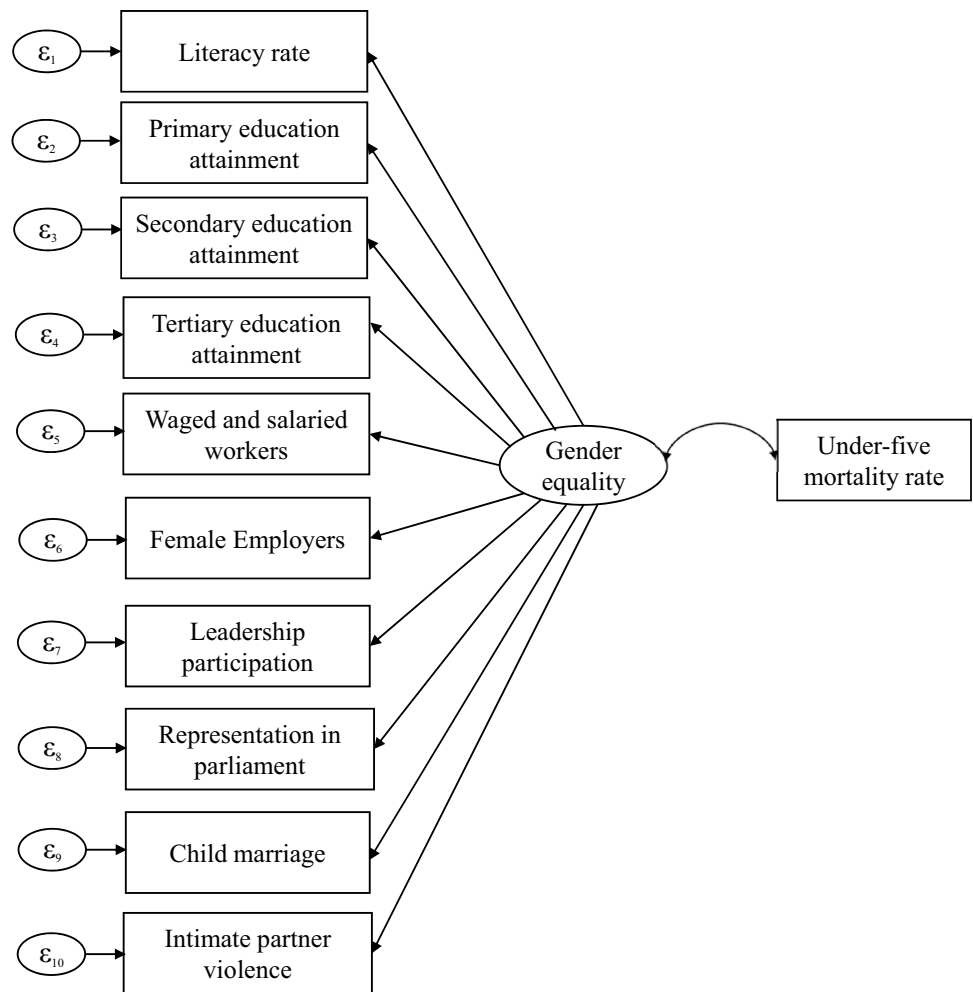 ε₁
Literacy rate
ε₂
Primary education
attainment
ε₃
Secondary education
attainment
ε₄
Tertiary education
attainment
ε₅
Waged and salaried
workers
ε₆
Female Employers
ε₇
Leadership
participation
ε₈
Representation in
parliament
ε₉
Child marriage
ε₁₀
Intimate partner
violence
Gender
equality
Under-five
mortality rate